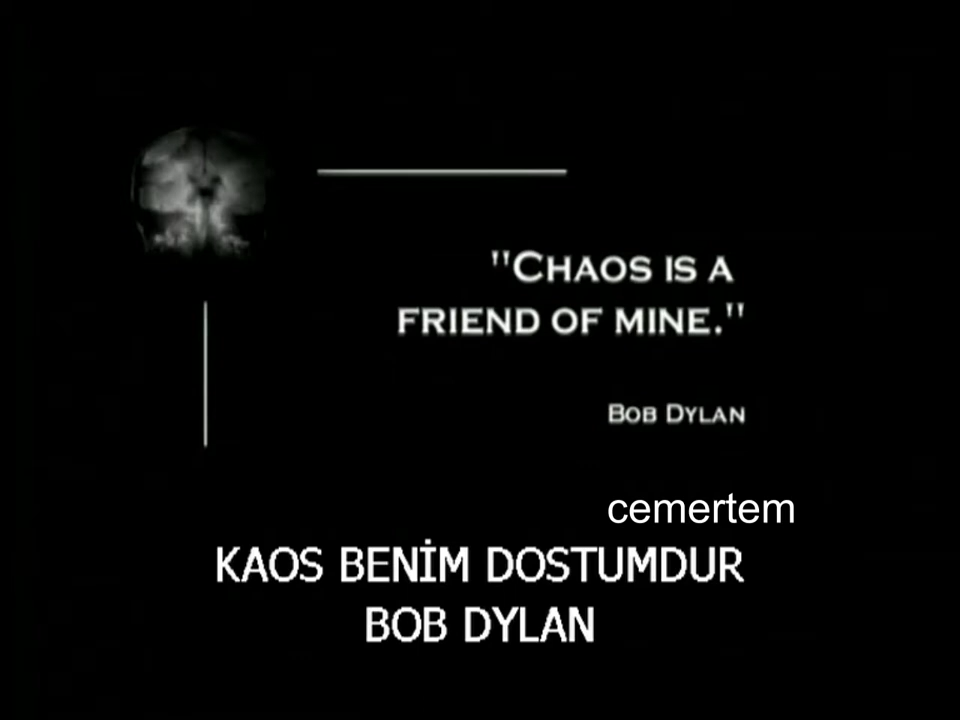 "CHAOS IS A
FRIEND OF MINE."
BOB DYLAN
cemertem
KAOS BENİM DOSTUMDUR
BOB DYLAN